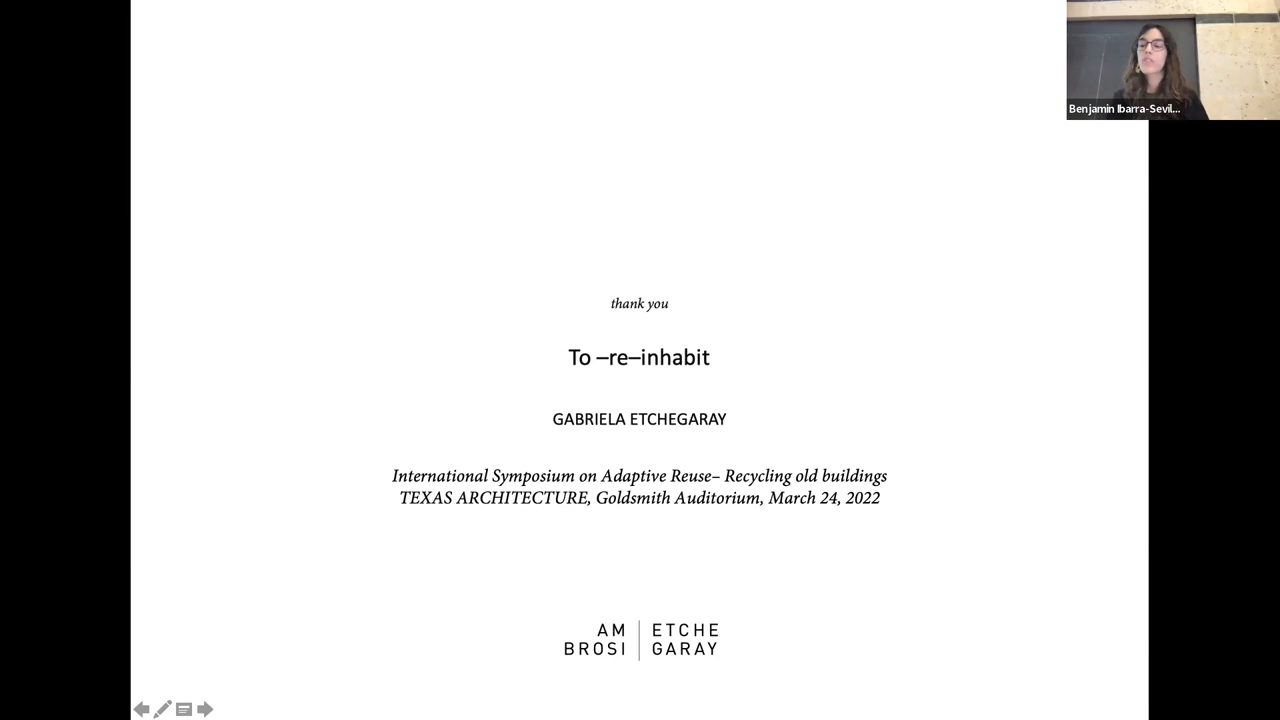 Benjamin Ibarra-Sevil...
thank you
To –re–inhabit
GABRIELA ETCHEGARAY
International Symposium on Adaptive Reuse– Recycling old buildings
TEXAS ARCHITECTURE, Goldsmith Auditorium, March 24, 2022
AM
BROSI
ETCHE
GARAY